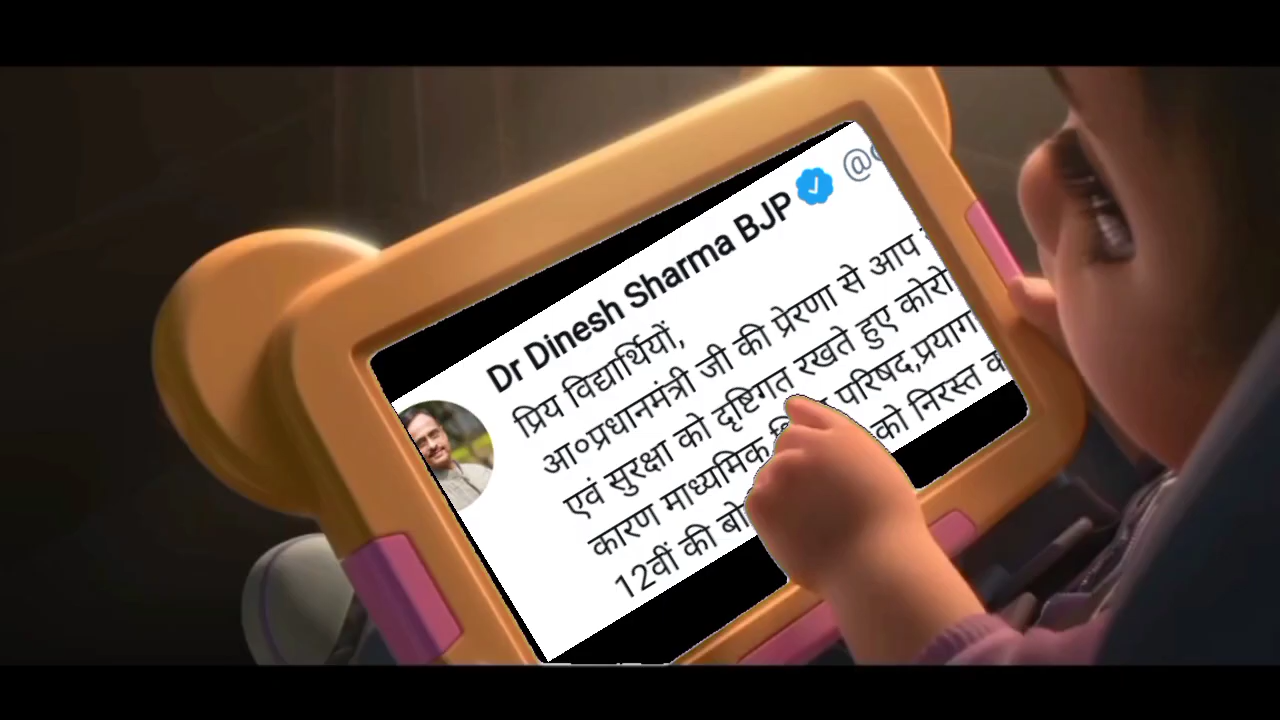 Dr Dinesh Sharma BJP @
प्रिय विद्यार्थियों,
आ०प्रधानमंत्री जी की प्रेरणा से आप
एवं सुरक्षा को दृष्टिगत रखते हुए कोरो
कारण माध्यमिक परिषद,प्रयाग
12वीं की बो को निरस्त क